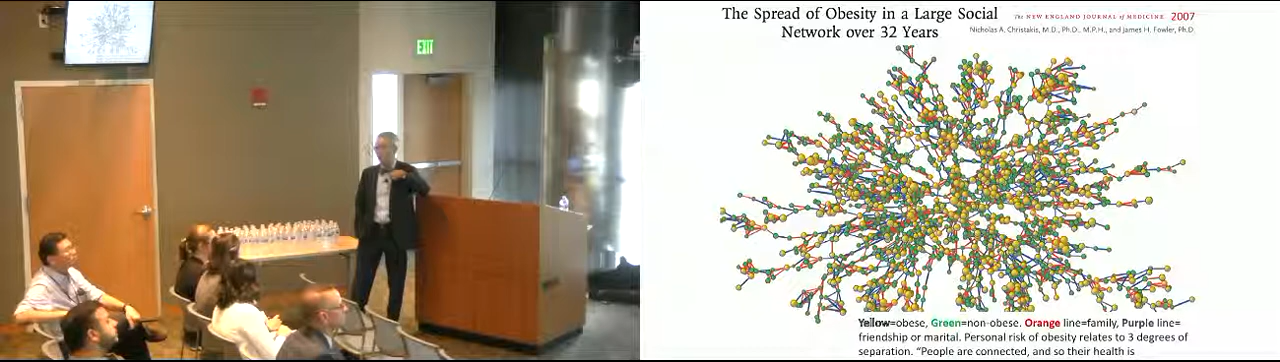 EXIT
The Spread of Obesity in a Large Social
Network over 32 Years
The NEW ENGLAND JOURNAL of MEDICINE 2007
Nicholas A. Christakis, M.D., Ph.D., M.P.H., and James H. Fowler, Ph.D.
Yellow=obese, Green=non-obese. Orange line=family, Purple line=
friendship or marital. Personal risk of obesity relates to 3 degrees of
separation. “People are connected, and so their health is